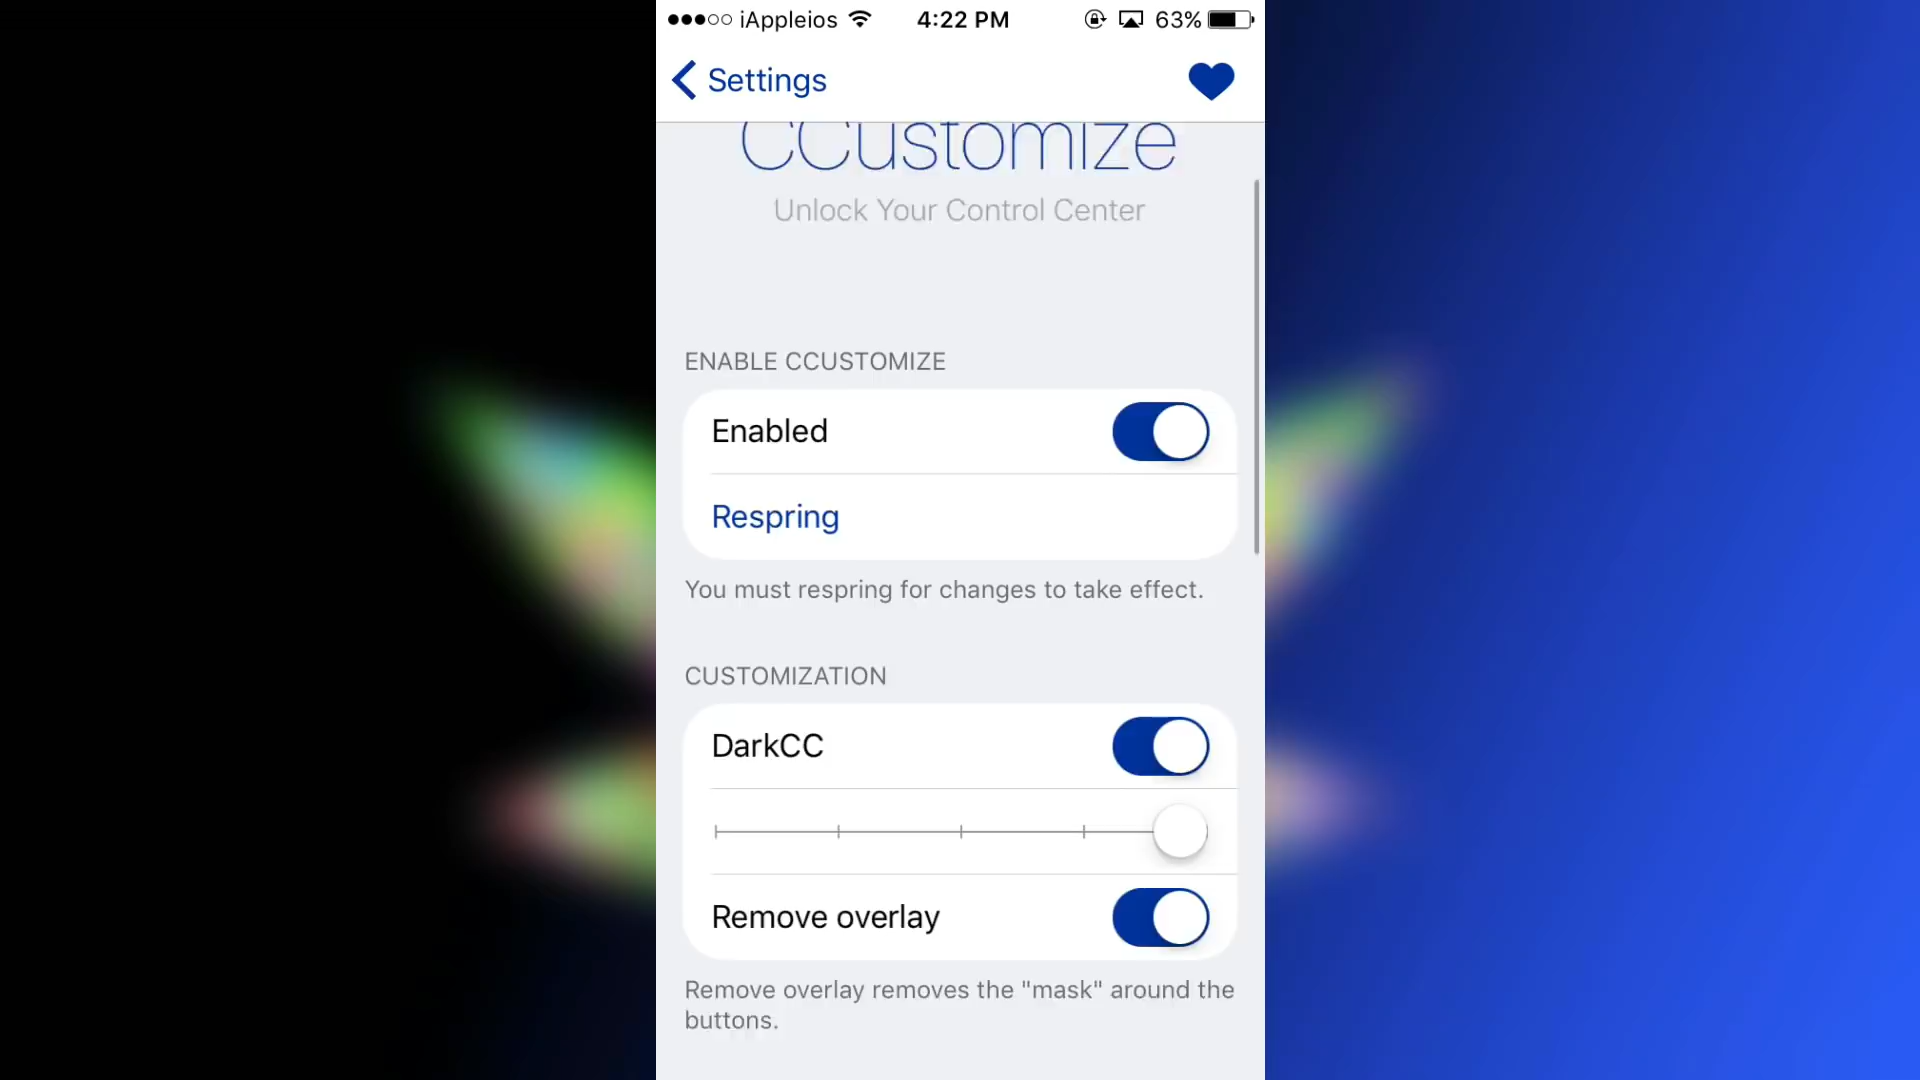 iAppleios 4:22 PM 63%
Settings
CCustomize
Unlock Your Control Center
ENABLE CCUSTOMIZE
Enabled
Respring
You must respring for changes to take effect.
CUSTOMIZATION
DarkCC
Remove overlay
Remove overlay removes the "mask" around the
buttons.